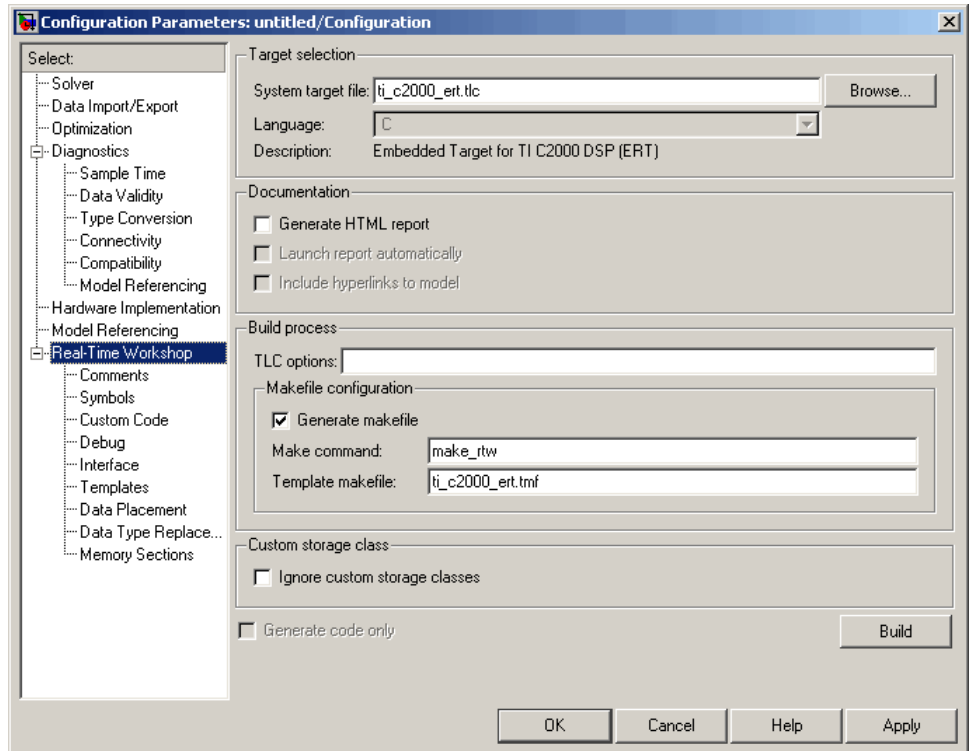 Configuration Parameters: untitled/Configuration
Select:
Solver
Data Import/Export
Optimization
Diagnostics
Sample Time
Data Validity
Type Conversion
Connectivity
Compatibility
Model Referencing
Hardware Implementation
Model Referencing
Real-Time Workshop
Comments
Symbols
Custom Code
Debug
Interface
Templates
Data Placement
Data Type Replace...
Memory Sections
Target selection
System target file: ti_c2000_ert.tlc Browse...
Language: C
Description: Embedded Target for TI C2000 DSP (ERT)
Documentation
Generate HTML report
Launch report automatically
Include hyperlinks to model
Build process
TLC options:
Makefile configuration
Generate makefile
Make command: make_rtw
Template makefile: ti_c2000_ert.tmf
Custom storage class
Ignore custom storage classes
Generate code only Build
OK Cancel Help Apply